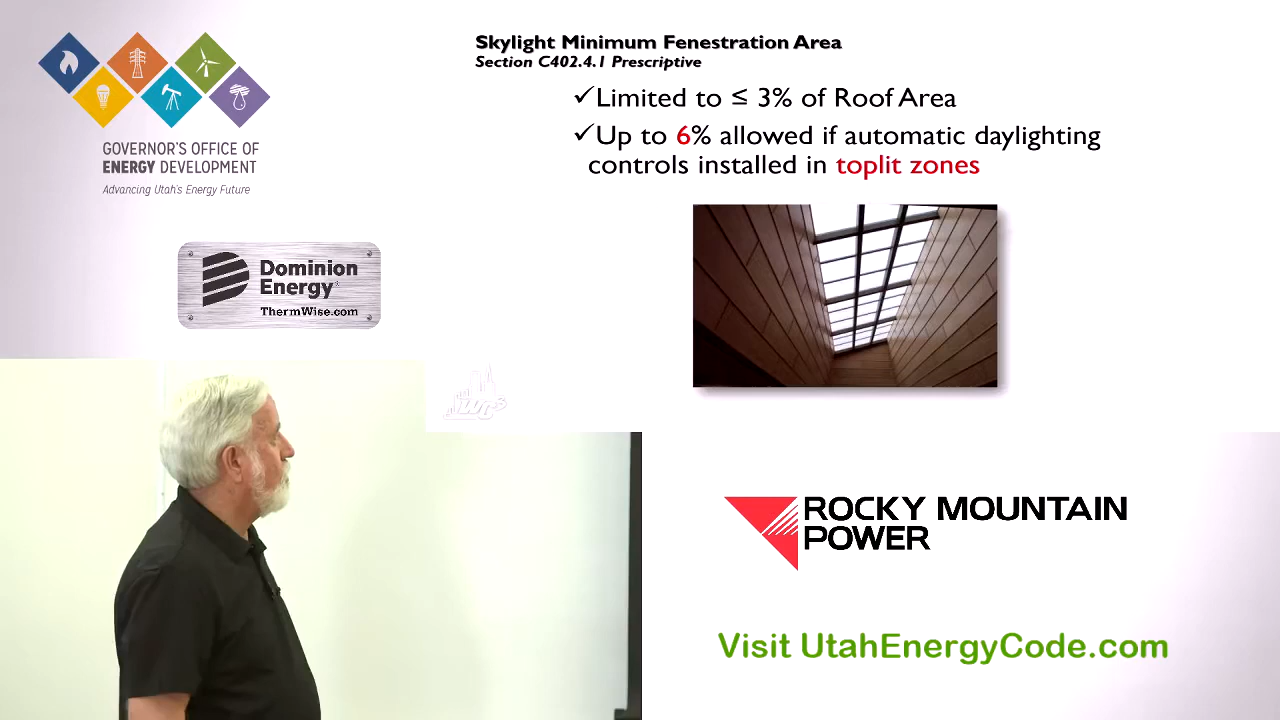 Skylight Minimum Fenestration Area
Section C402.4.1 Prescriptive
✓Limited to ≤ 3% of Roof Area
✓Up to 6% allowed if automatic daylighting
controls installed in toplit zones
GOVERNOR'S OFFICE OF
ENERGY DEVELOPMENT
Advancing Utah's Energy Future
Dominion
Energy®
ThermWise.com
ROCKY MOUNTAIN
POWER
Visit UtahEnergyCode.com